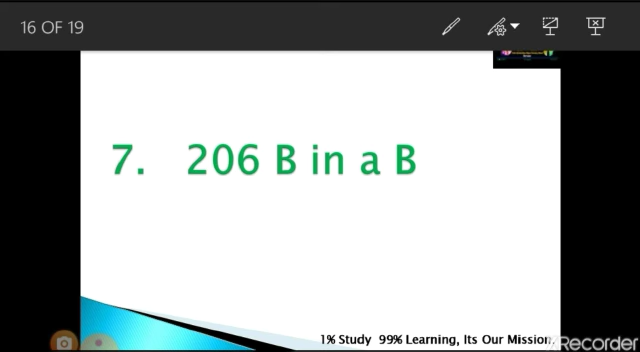 16 OF 19
7. 206 B in a B
1% Study 99% Learning, Its Our Mission.
Recorder